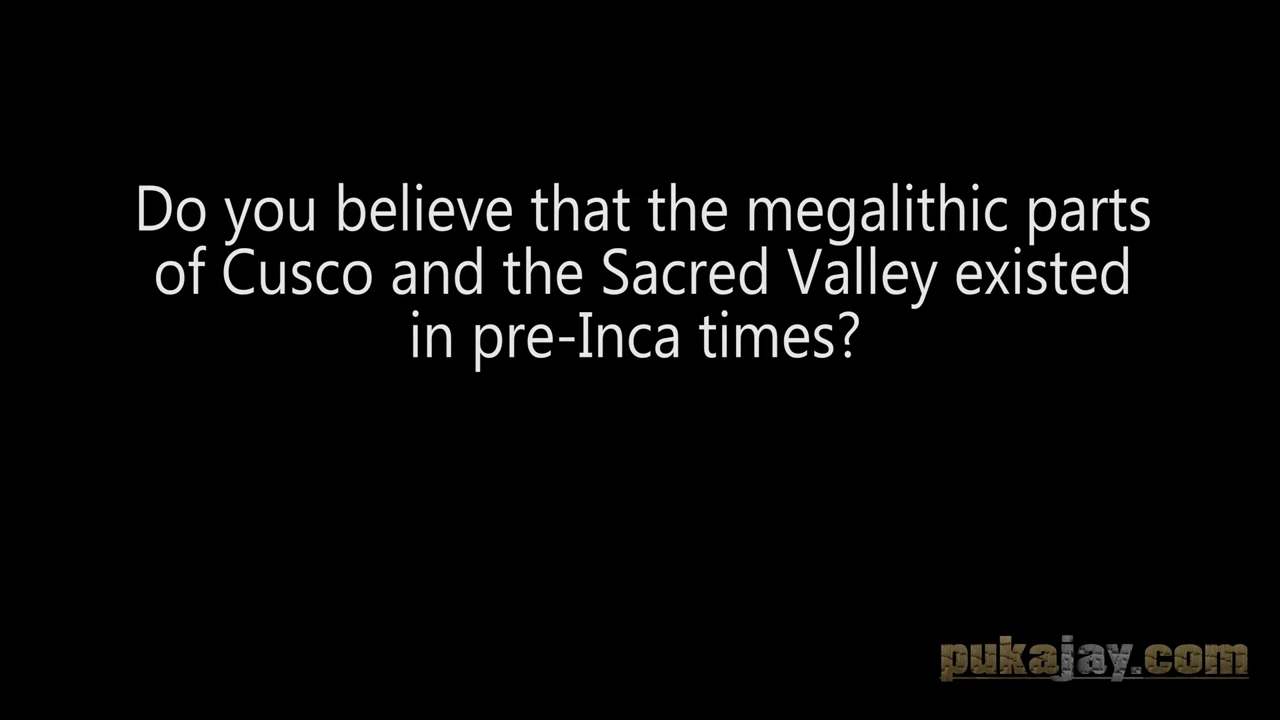 Do you believe that the megalithic parts
of Cusco and the Sacred Valley existed
in pre-Inca times?
pukajay.com